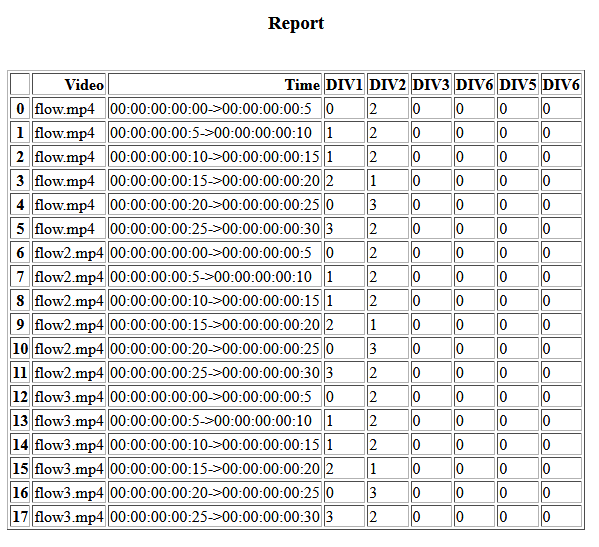 Report
Video Time DIV1 DIV2 DIV3 DIV6 DIV5 DIV6
0 flow.mp4 00:00:00:00:00->00:00:00:00:5 0 2 0 0 0 0
1 flow.mp4 00:00:00:00:5->00:00:00:00:10 1 2 0 0 0 0
2 flow.mp4 00:00:00:00:10->00:00:00:00:15 1 2 0 0 0 0
3 flow.mp4 00:00:00:00:15->00:00:00:00:20 2 1 0 0 0 0
4 flow.mp4 00:00:00:00:20->00:00:00:00:25 0 3 0 0 0 0
5 flow.mp4 00:00:00:00:25->00:00:00:00:30 3 2 0 0 0 0
6 flow2.mp4 00:00:00:00:00->00:00:00:00:5 0 2 0 0 0 0
7 flow2.mp4 00:00:00:00:5->00:00:00:00:10 1 2 0 0 0 0
8 flow2.mp4 00:00:00:00:10->00:00:00:00:15 1 2 0 0 0 0
9 flow2.mp4 00:00:00:00:15->00:00:00:00:20 2 1 0 0 0 0
10 flow2.mp4 00:00:00:00:20->00:00:00:00:25 0 3 0 0 0 0
11 flow2.mp4 00:00:00:00:25->00:00:00:00:30 3 2 0 0 0 0
12 flow3.mp4 00:00:00:00:00->00:00:00:00:5 0 2 0 0 0 0
13 flow3.mp4 00:00:00:00:5->00:00:00:00:10 1 2 0 0 0 0
14 flow3.mp4 00:00:00:00:10->00:00:00:00:15 1 2 0 0 0 0
15 flow3.mp4 00:00:00:00:15->00:00:00:00:20 2 1 0 0 0 0
16 flow3.mp4 00:00:00:00:20->00:00:00:00:25 0 3 0 0 0 0
17 flow3.mp4 00:00:00:00:25->00:00:00:00:30 3 2 0 0 0 0